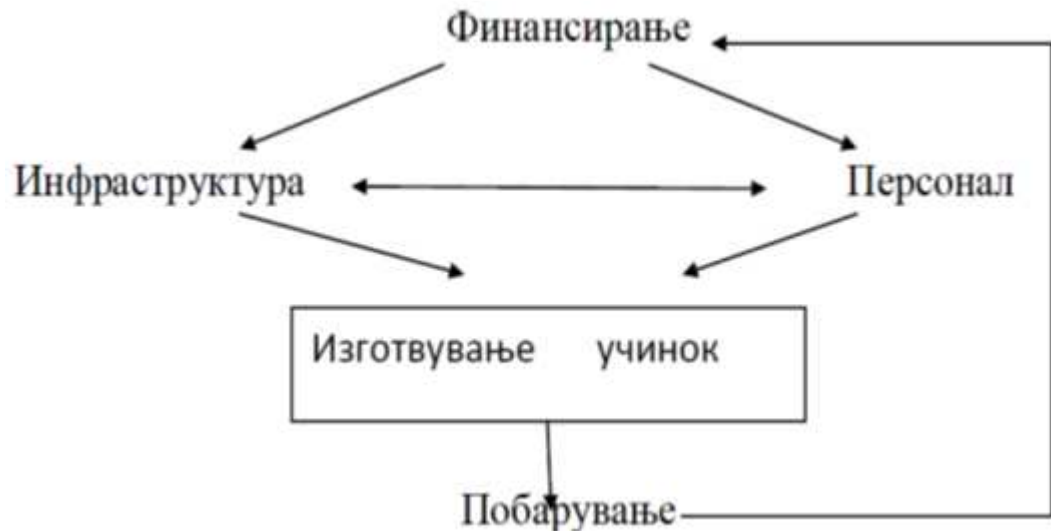 Финансирање
Инфраструктура Персонал
Изготвување учинок
Побарување